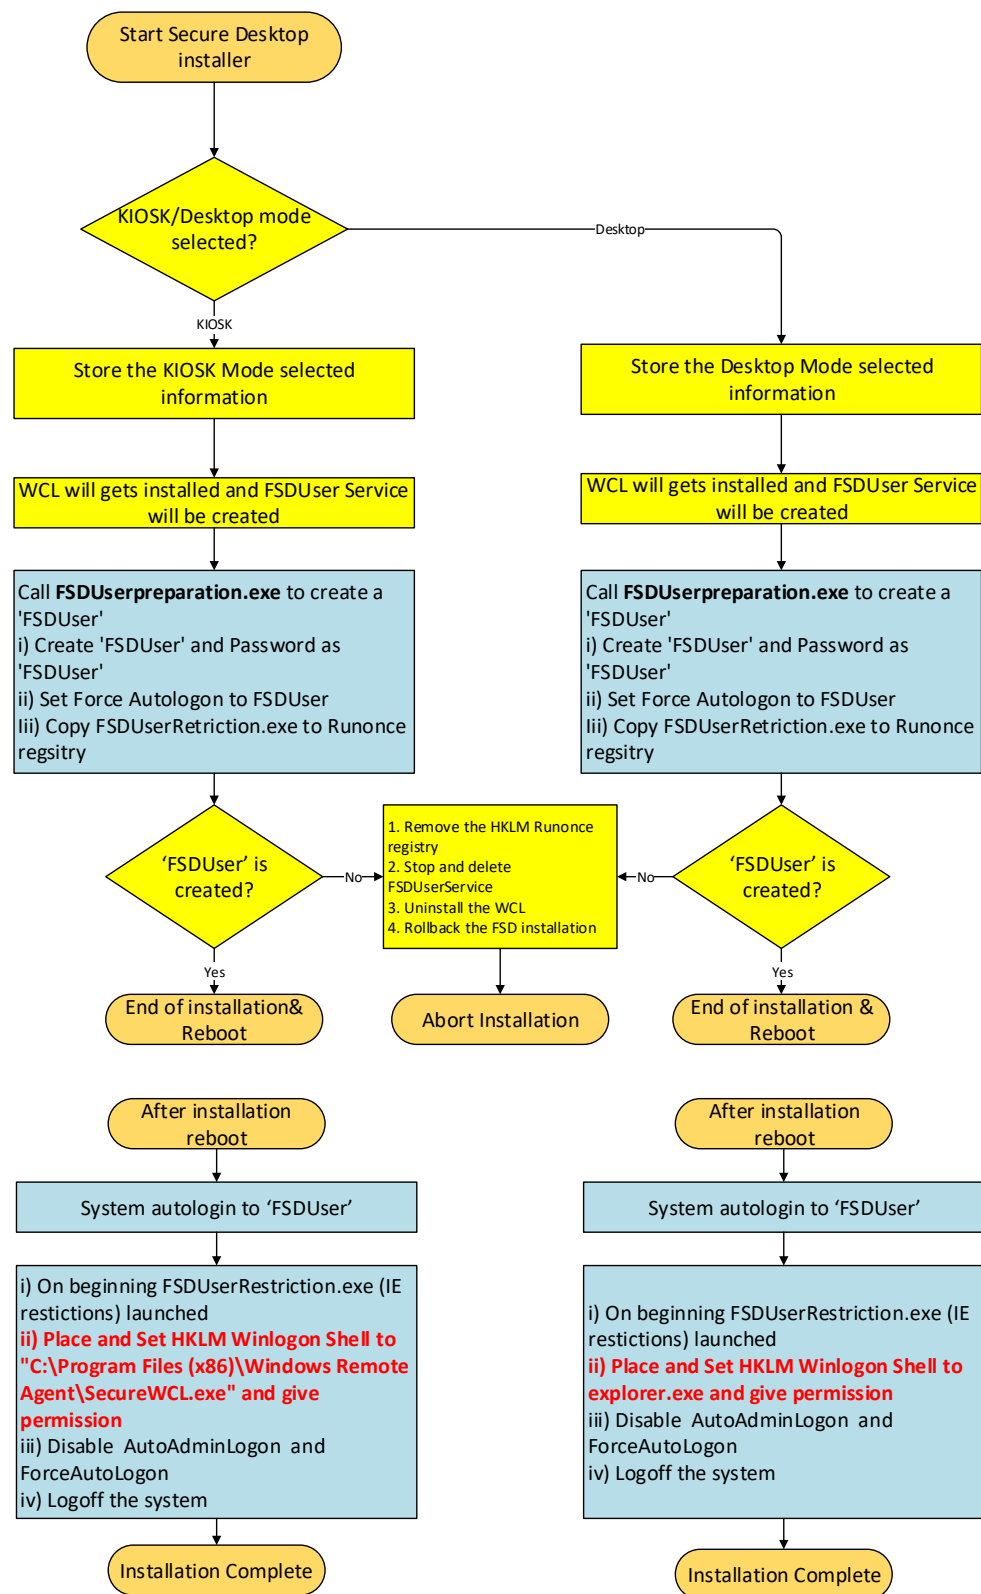 Start Secure Desktop
installer
KIOSK/Desktop mode
selected?
Desktop
KIOSK
Store the KIOSK Mode selected
information
Store the Desktop Mode selected
information
WCL will gets installed and FSDUser Service
will be created
WCL will gets installed and FSDUser Service
will be created
Call FSDUserpreparation.exe to create a
'FSDUser'
i) Create 'FSDUser' and Password as
'FSDUser'
ii) Set Force Autologon to FSDUser
Iii) Copy FSDUserRetriction.exe to Runonce
regsitry
Call FSDUserpreparation.exe to create a
'FSDUser'
i) Create 'FSDUser' and Password as
'FSDUser'
ii) Set Force Autologon to FSDUser
Iii) Copy FSDUserRetriction.exe to Runonce
regsitry
‘FSDUser’ is
created?
No
1. Remove the HKLM Runonce
registry
2. Stop and delete
FSDUserService
3. Uninstall the WCL
4. Rollback the FSD installation
No
‘FSDUser’ is
created?
Yes
Yes
End of installation&
Reboot
Abort Installation
End of installation &
Reboot
After installation
reboot
After installation
reboot
System autologin to ‘FSDUser’
System autologin to ‘FSDUser’
i) On beginning FSDUserRestriction.exe (IE
restictions) launched
ii) Place and Set HKLM Winlogon Shell to
"C:\Program Files (x86)\Windows Remote
Agent\SecureWCL.exe" and give
permission
iii) Disable AutoAdminLogon and
ForceAutoLogon
iv) Logoff the system
i) On beginning FSDUserRestriction.exe (IE
restictions) launched
ii) Place and Set HKLM Winlogon Shell to
explorer.exe and give permission
iii) Disable AutoAdminLogon and
ForceAutoLogon
iv) Logoff the system
Installation Complete
Installation Complete